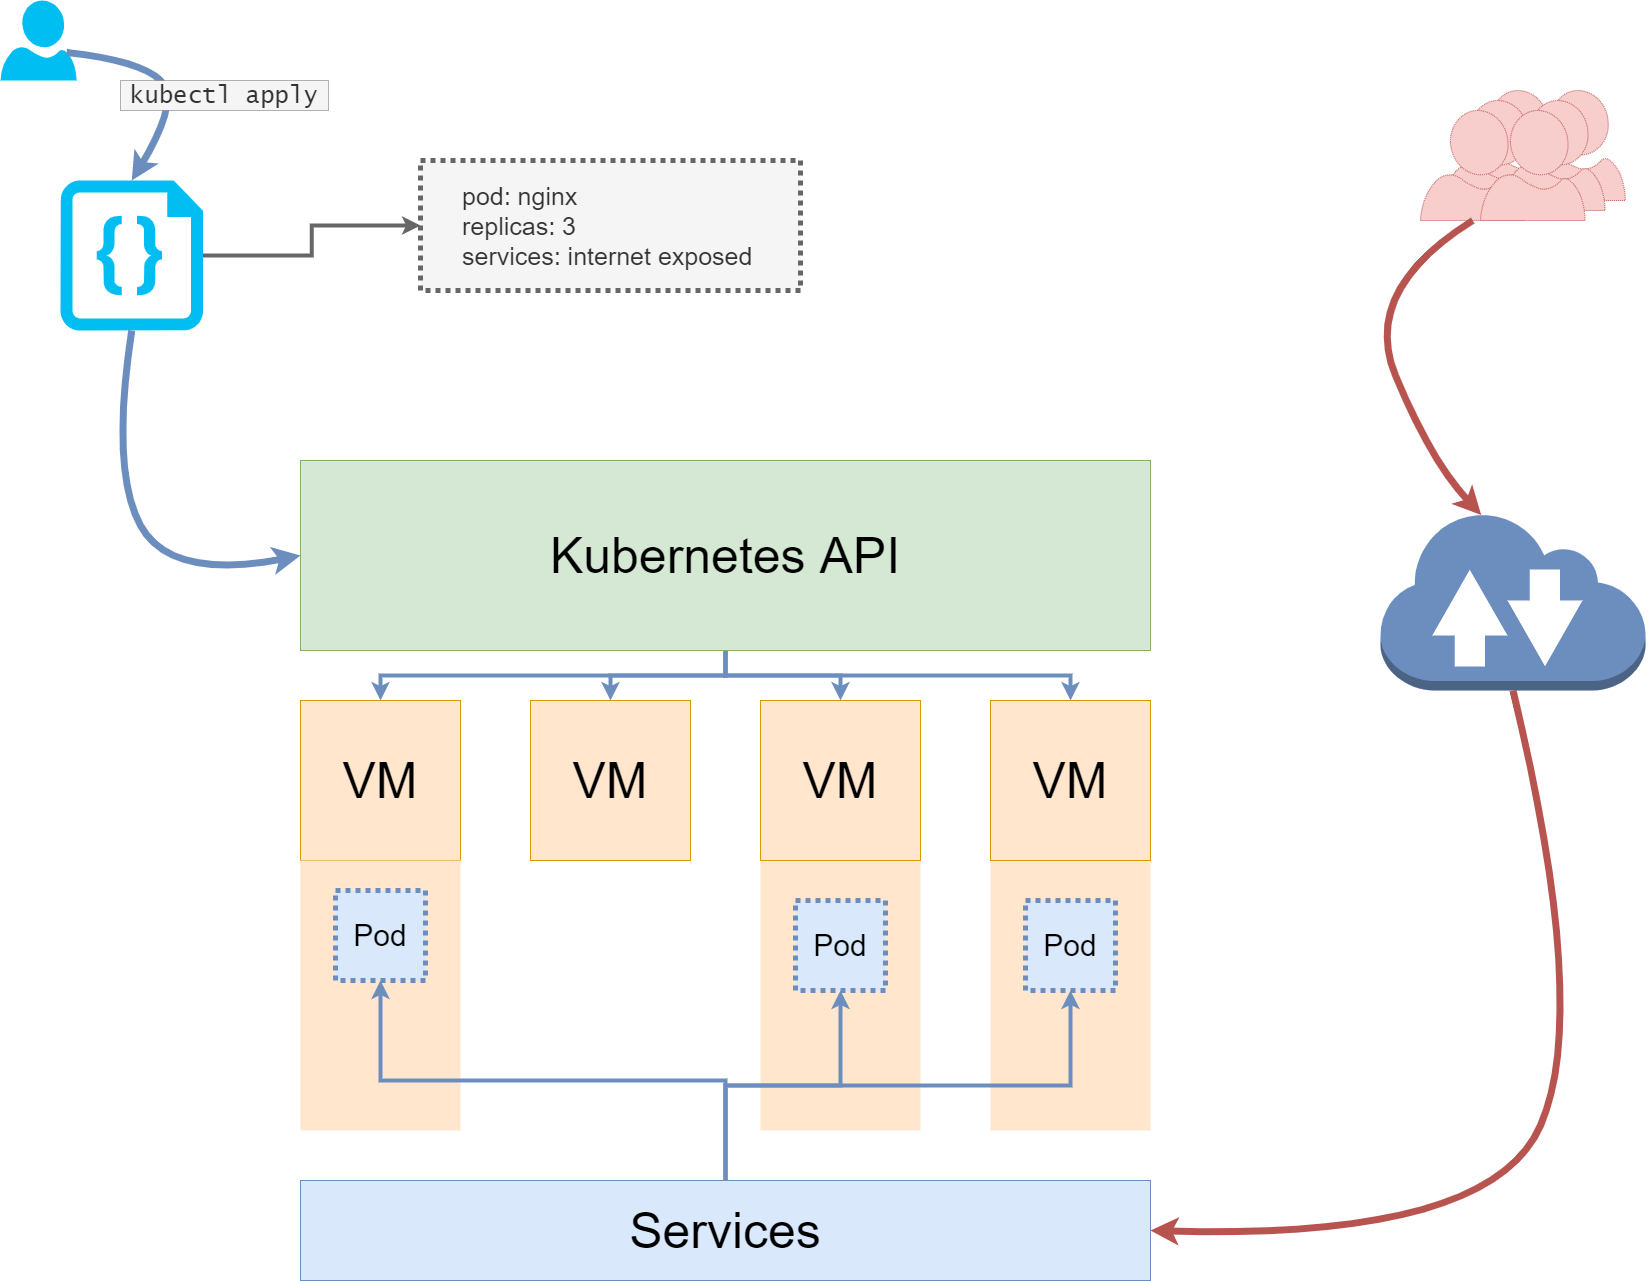 kubectl apply
pod: nginx
replicas: 3
services: internet exposed
{ }
Kubernetes API
VM
VM
VM
VM
Pod
Pod
Pod
Services